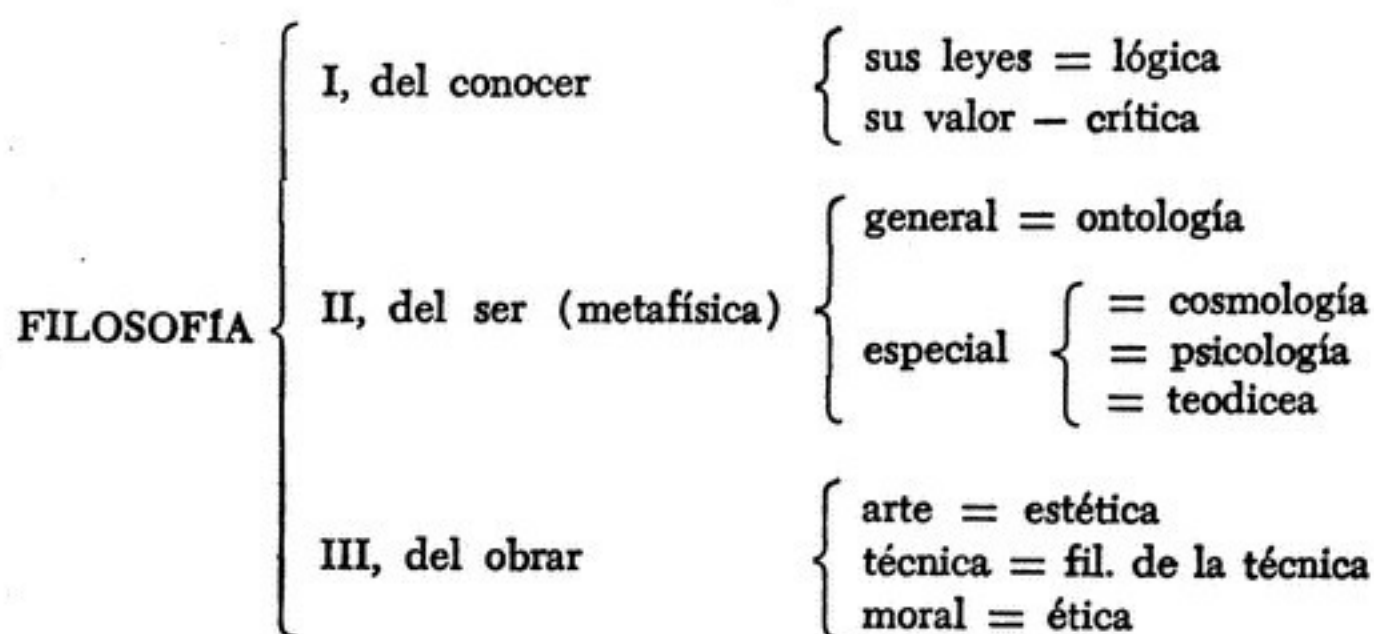 I, del conocer
sus leyes = lógica
su valor — crítica
FILOSOFÍA
II, del ser (metafísica)
general = ontología
especial
= cosmología
= psicología
= teodicea
III, del obrar
arte = estética
técnica = fil. de la técnica
moral = ética